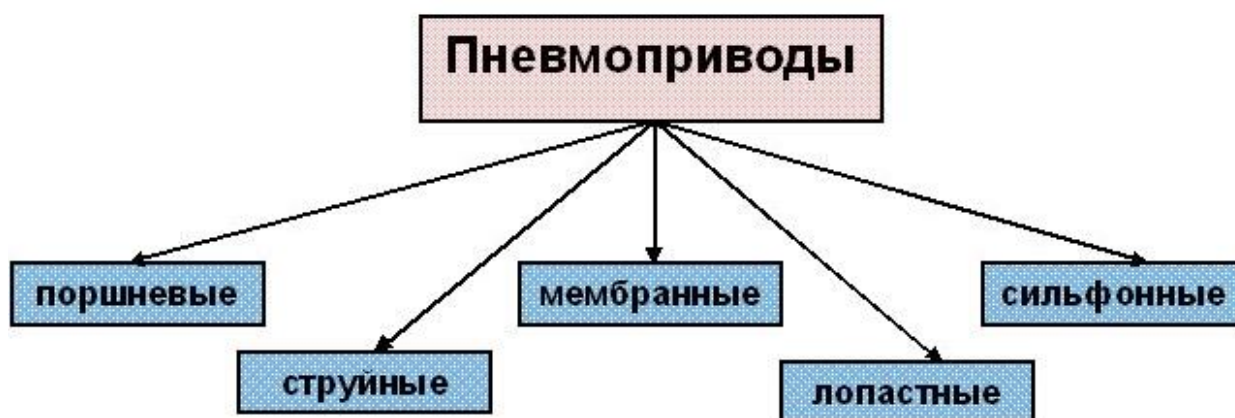 Пневмоприводы
поршневые
мембранные
сильфонные
струйные
лопастные